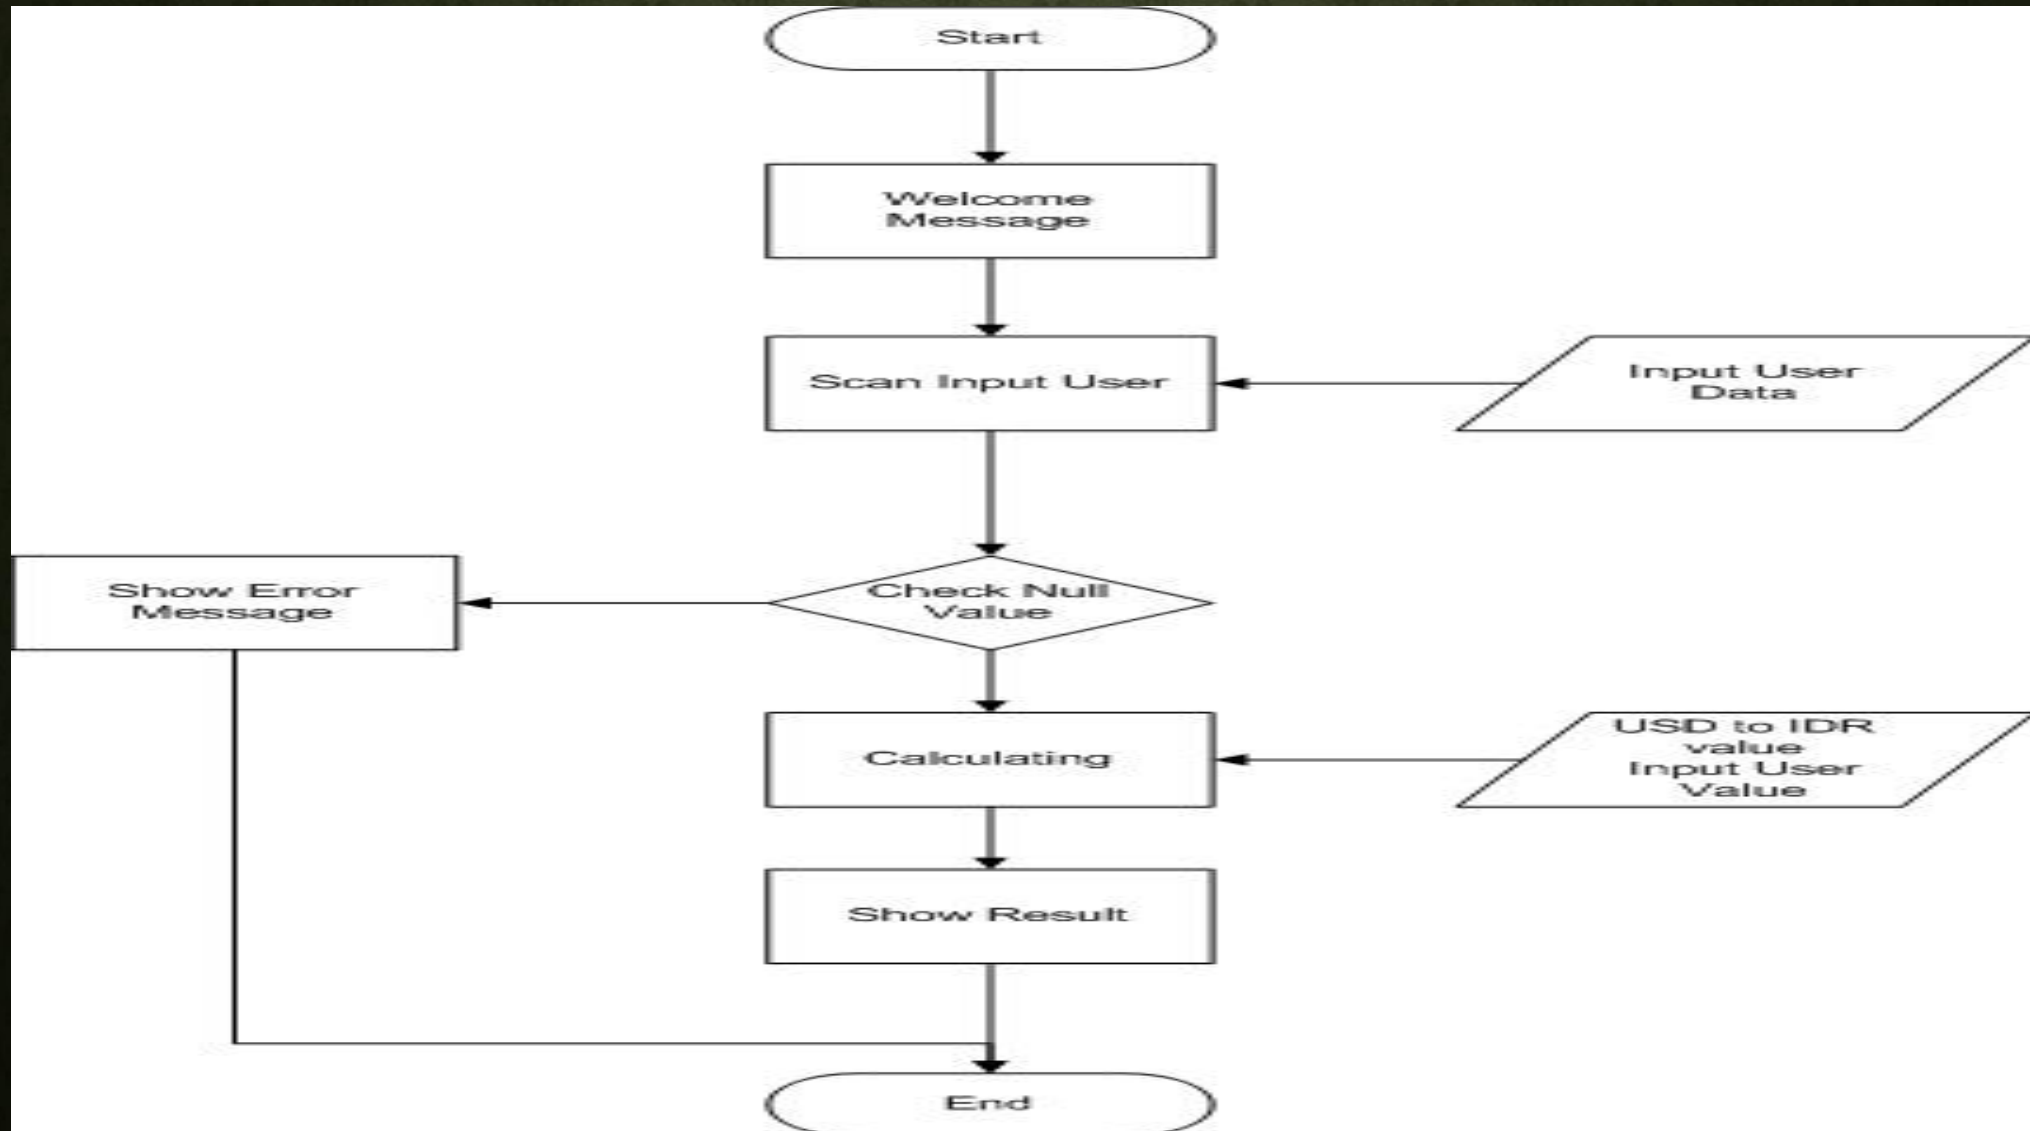 Start
Welcome
Message
Scan Input User
Input User
Data
Show Error
Message
Check Null
Value
Calculating
USD to IDR
value
Input User
Value
Show Result
End